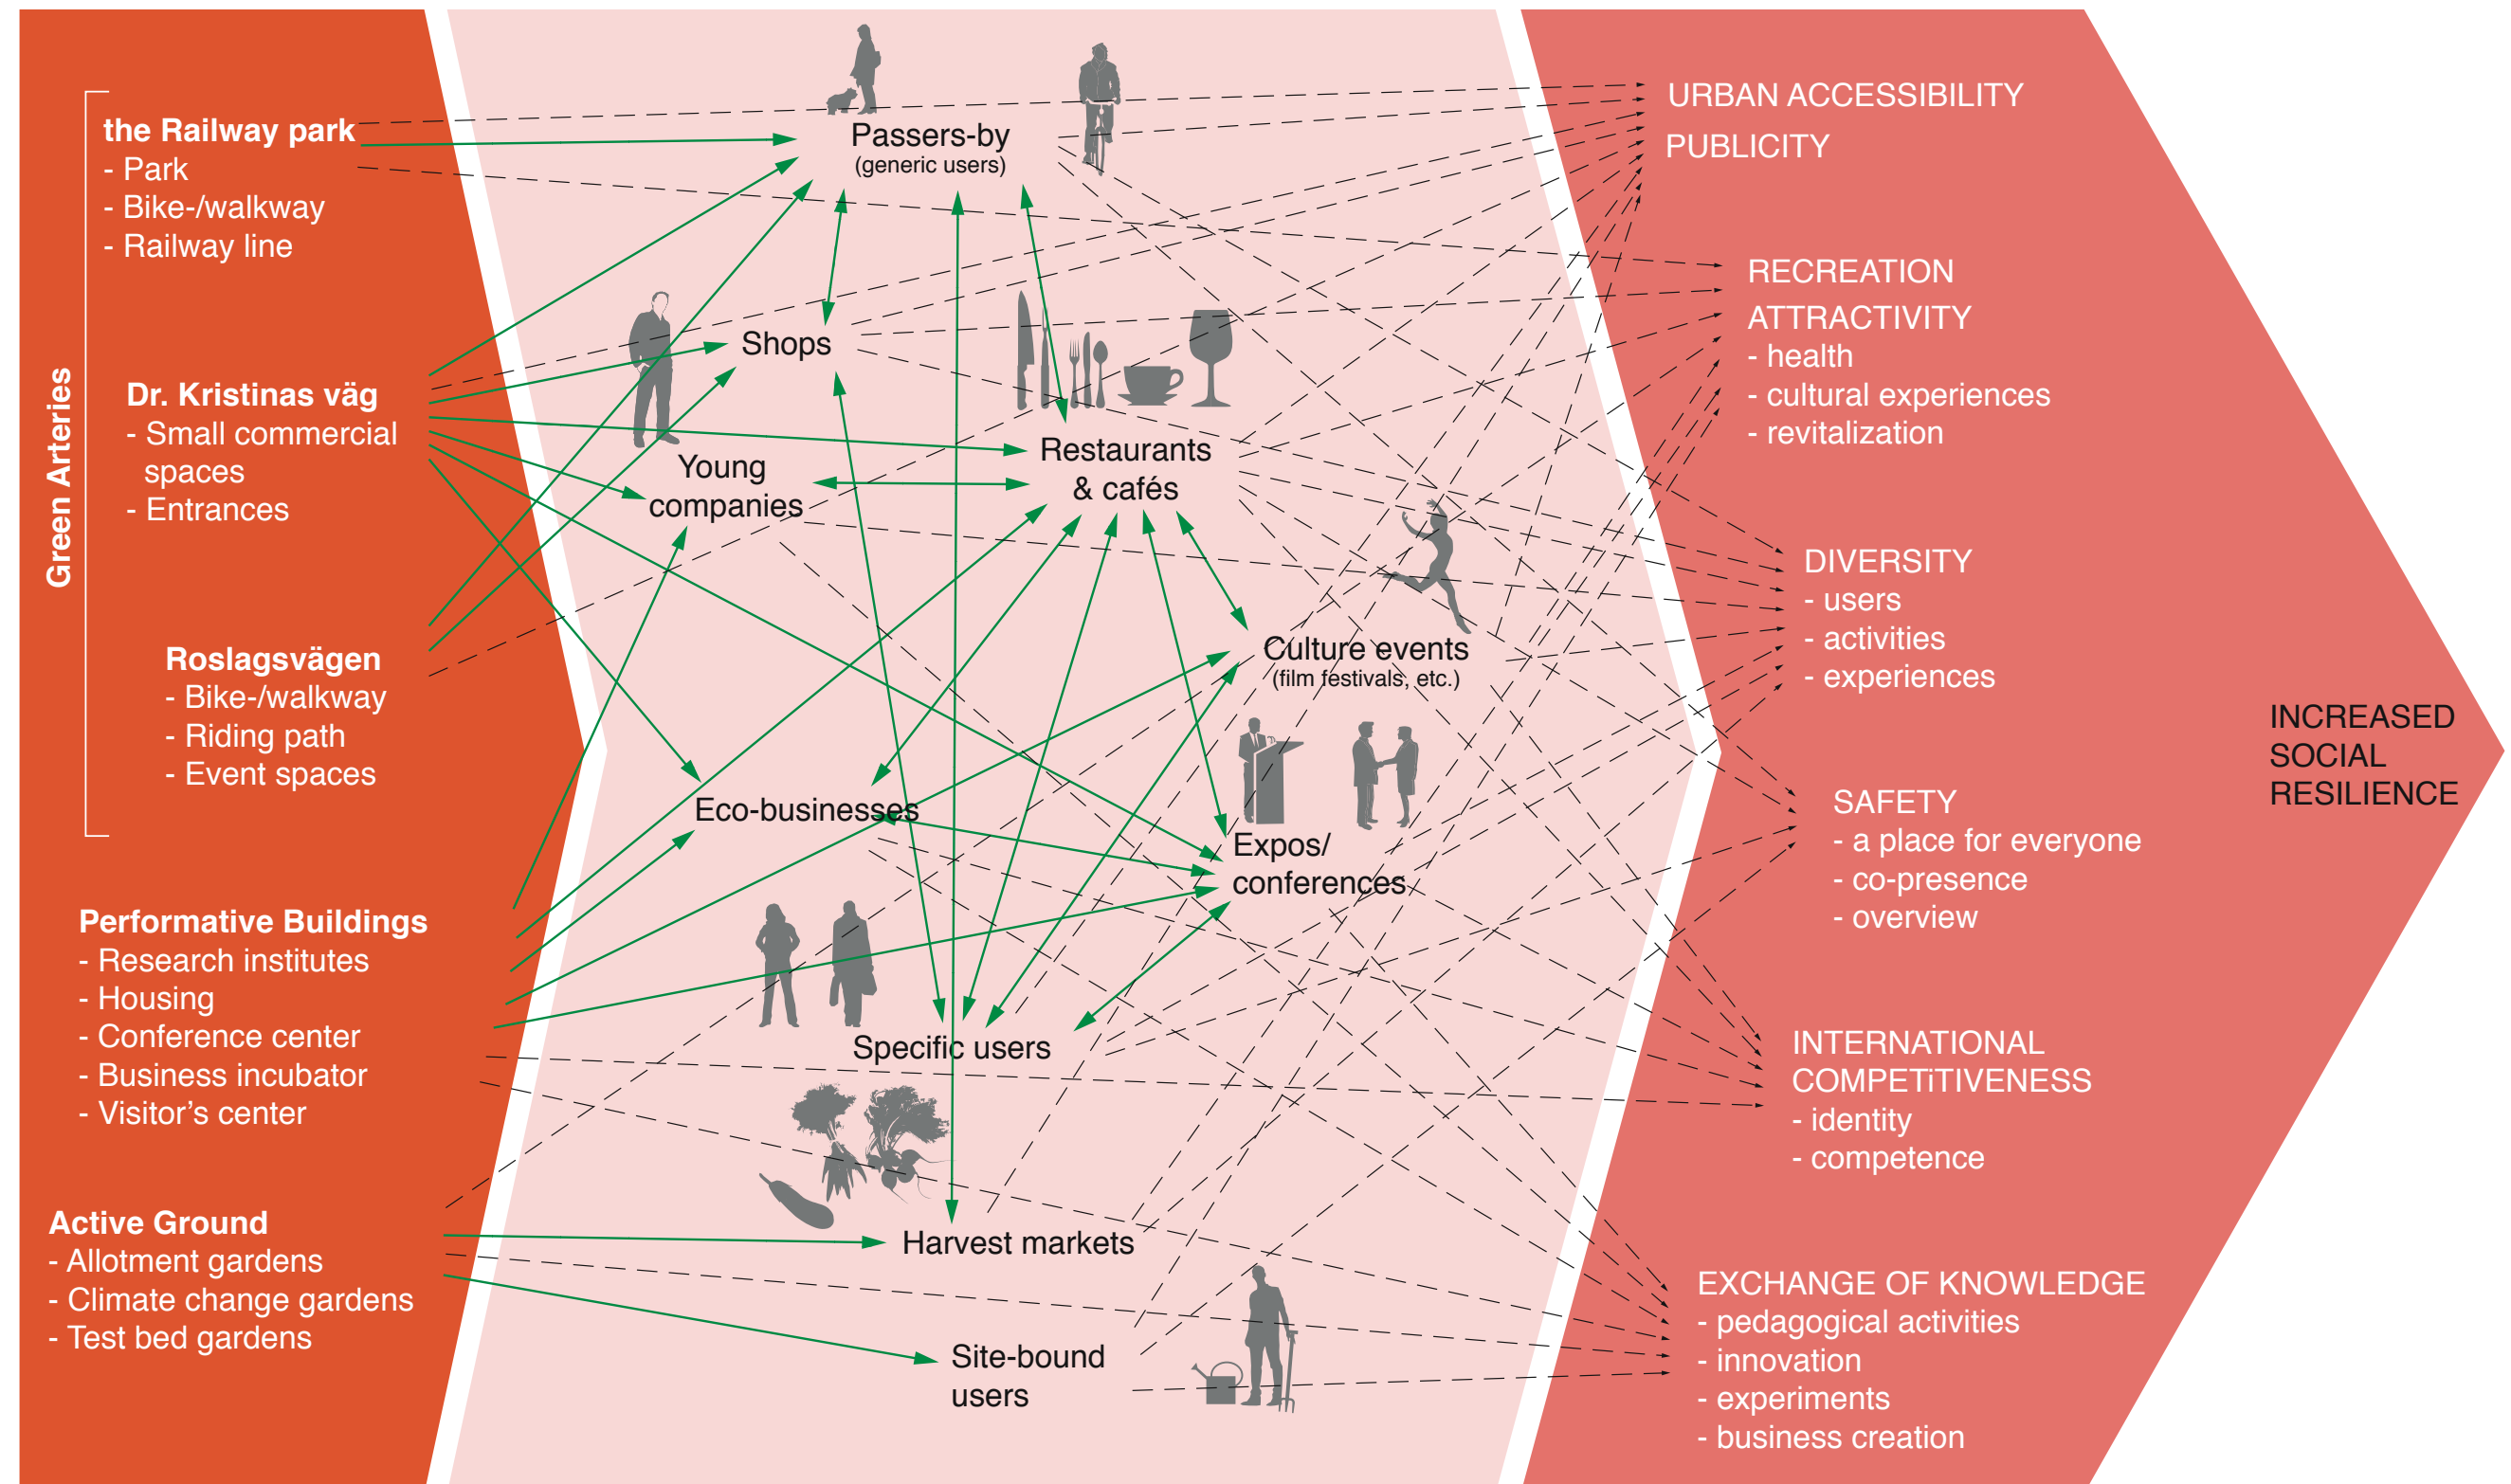 Green Arteries
the Railway park
- Park
- Bike-/walkway
- Railway line
Dr. Kristinas väg
- Small commercial
spaces
- Entrances
Roslagsvägen
- Bike-/walkway
- Riding path
- Event spaces
Performative Buildings
- Research institutes
- Housing
- Conference center
- Business incubator
- Visitor’s center
Active Ground
- Allotment gardens
- Climate change gardens
- Test bed gardens
Passers-by
(generic users)
Shops
Restaurants
& cafés
Young
companies
Culture events
(film festivals, etc.)
Eco-businesses
Expos/
conferences
Specific users
Harvest markets
Site-bound
users
URBAN ACCESSIBILITY
PUBLICITY
RECREATION
ATTRACTIVITY
- health
- cultural experiences
- revitalization
DIVERSITY
- users
- activities
- experiences
SAFETY
- a place for everyone
- co-presence
- overview
INTERNATIONAL
COMPETiTIVENESS
- identity
- competence
EXCHANGE OF KNOWLEDGE
- pedagogical activities
- innovation
- experiments
- business creation
INCREASED
SOCIAL
RESILIENCE